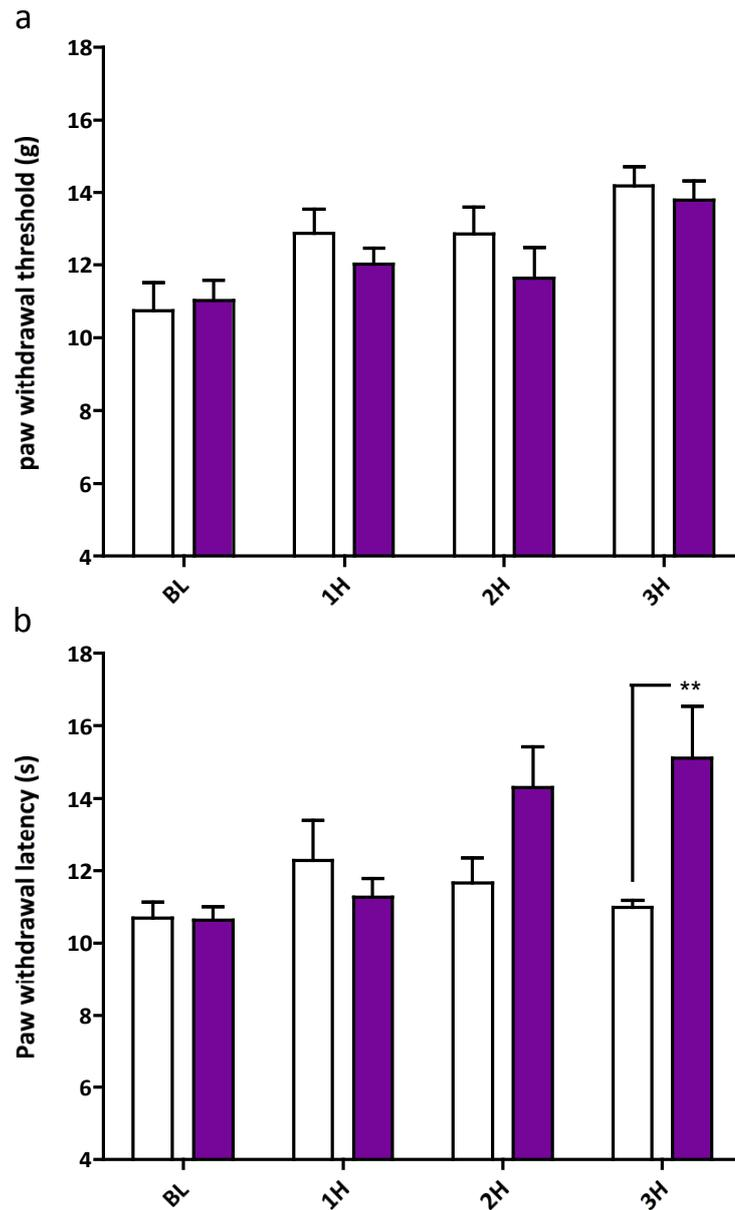 a
18
16
14
12
10
8
6
4
paw withdrawal threshold (g)
BL
1H
2H
3H
b
18
16
14
12
10
8
6
4
Paw withdrawal latency (s)
**
BL
1H
2H
3H